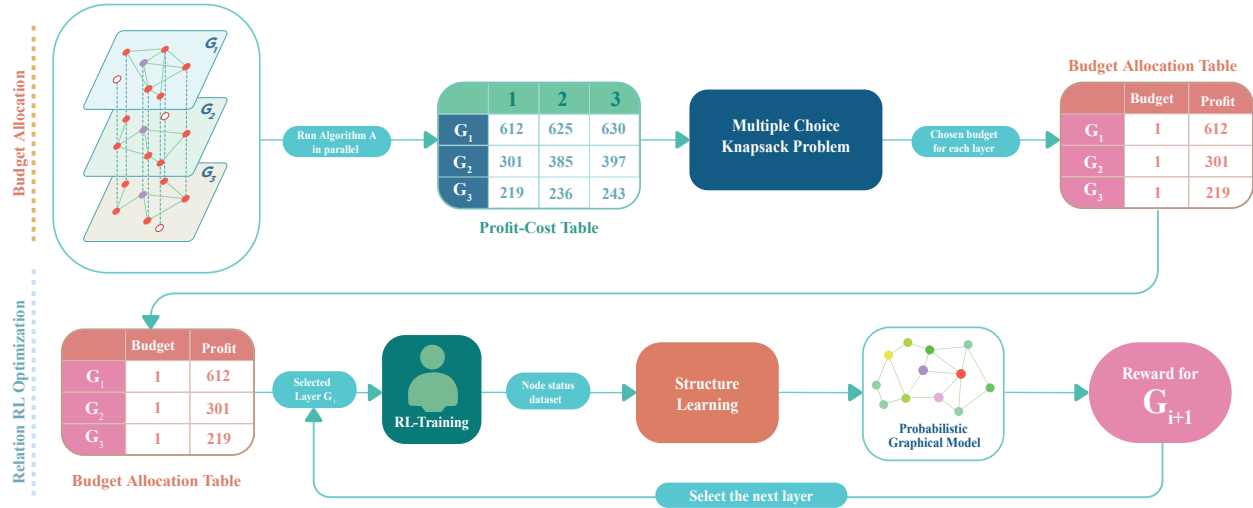 Budget Allocation
G1
G2
G3
Run Algorithm A
in parallel
1 2 3
G1 612 625 630
G2 301 385 397
G3 219 236 243
Profit-Cost Table
Multiple Choice
Knapsack Problem
Chosen budget
for each layer
Budget Allocation Table
Budget Profit
G1 1 612
G2 1 301
G3 1 219
Relation RL Optimization
Budget Profit
G1 1 612
G2 1 301
G3 1 219
Budget Allocation Table
Selected
Layer G
RL-Training
Node status
dataset
Structure
Learning
Probabilistic
Graphical Model
Reward for
Gi+1
Select the next layer